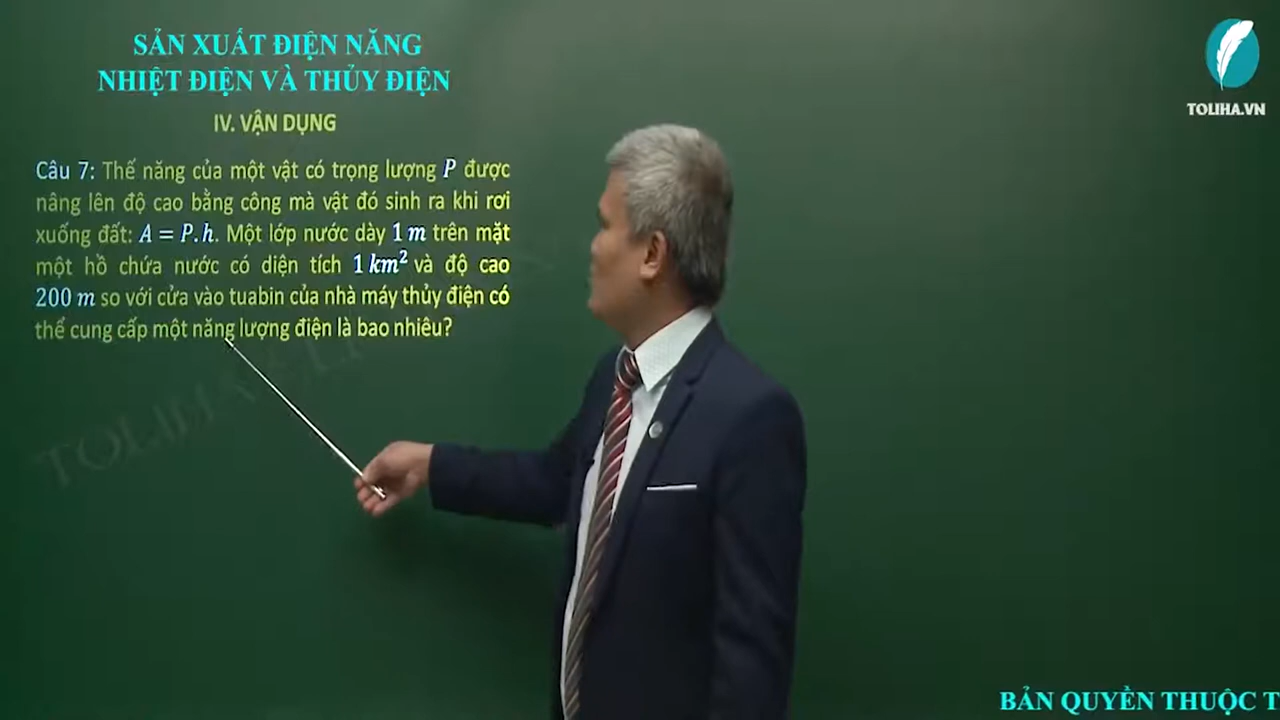 SẢN XUẤT ĐIỆN NĂNG
NHIỆT ĐIỆN VÀ THỦY ĐIỆN
TOLIHA.VN
IV. VẬN DỤNG
Câu 7: Thế năng của một vật có trọng lượng P được
nâng lên độ cao bằng công mà vật đó sinh ra khi rơi
xuống đất: A = P.h. Một lớp nước dày 1 m trên mặt
một hồ chứa nước có diện tích 1 km² và độ cao
200 m so với cửa vào tuabin của nhà máy thủy điện có
thể cung cấp một năng lượng điện là bao nhiêu?
BẢN QUYỀN THUỘC T